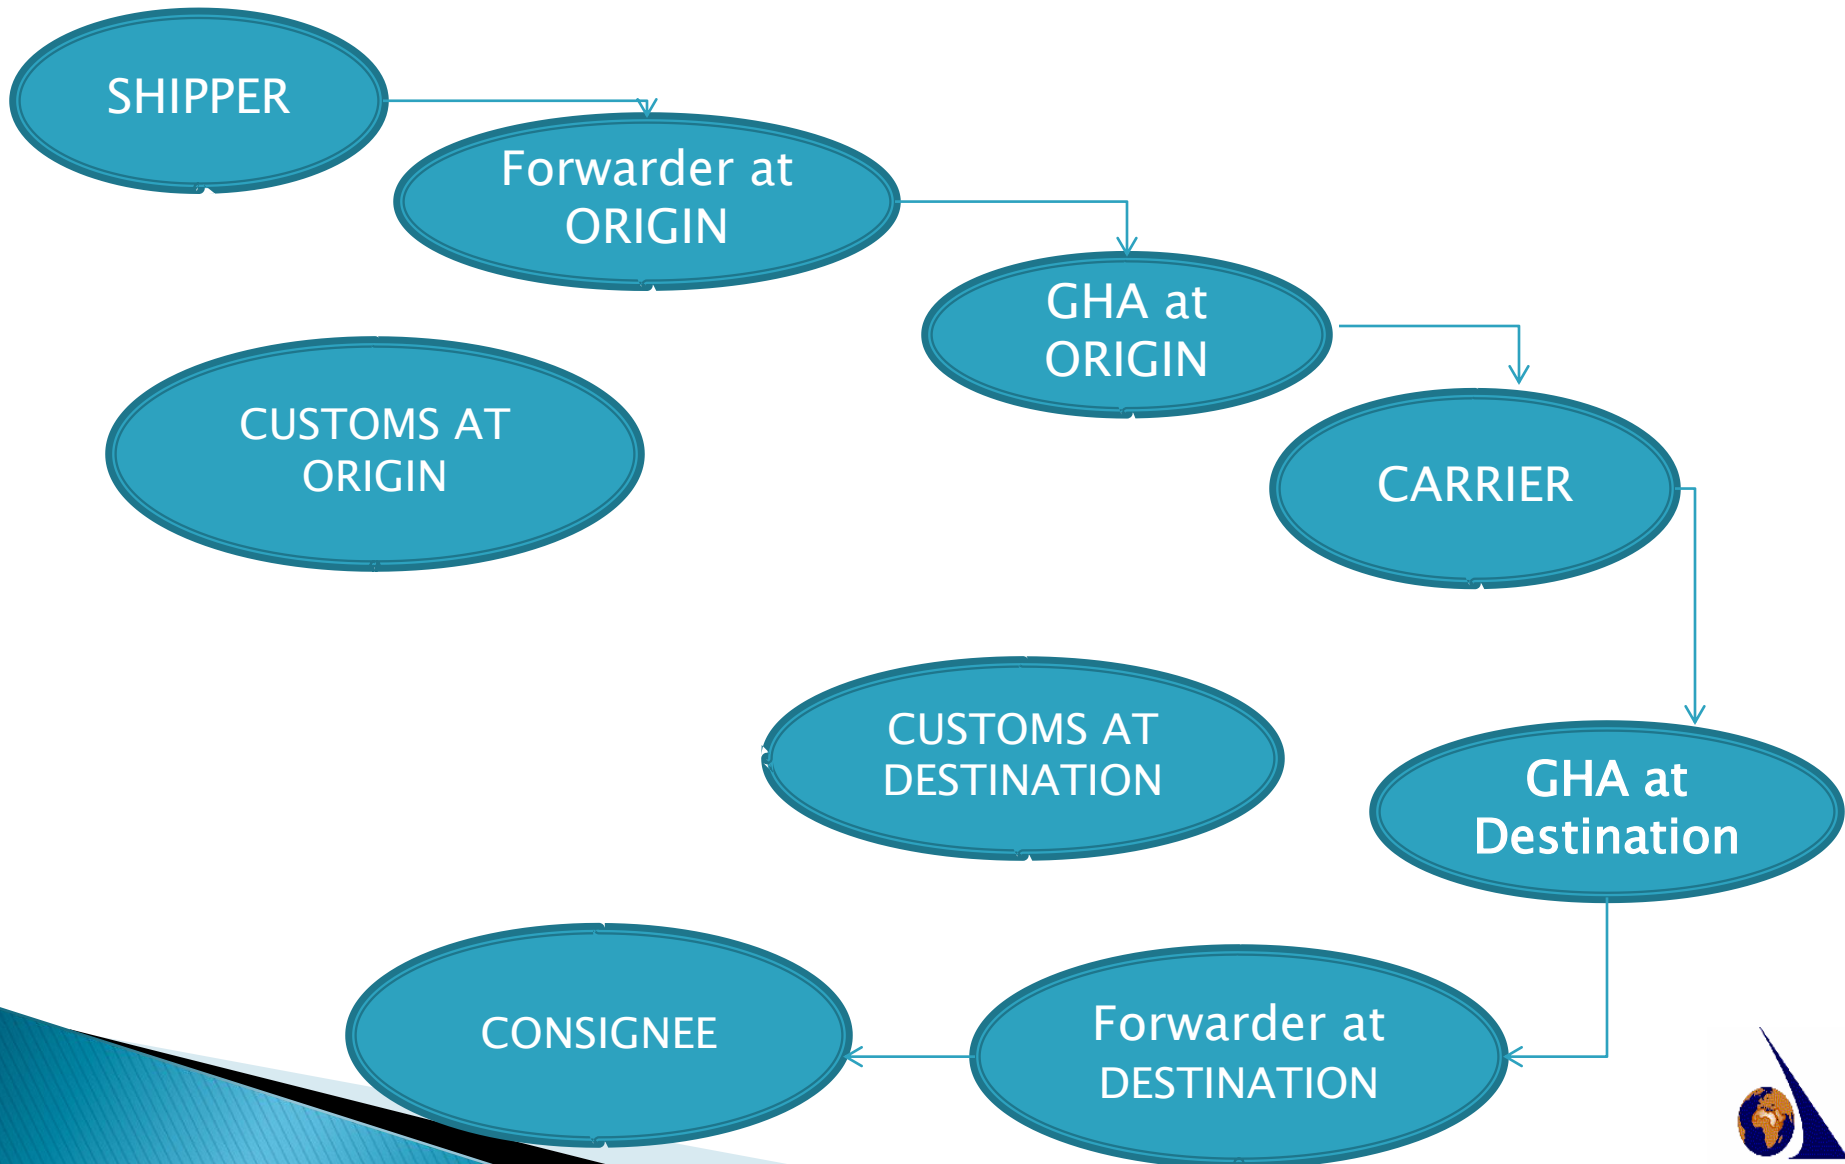 SHIPPER
Forwarder at
ORIGIN
GHA at
ORIGIN
CUSTOMS AT
ORIGIN
CARRIER
CUSTOMS AT
DESTINATION
GHA at
Destination
CONSIGNEE
Forwarder at
DESTINATION